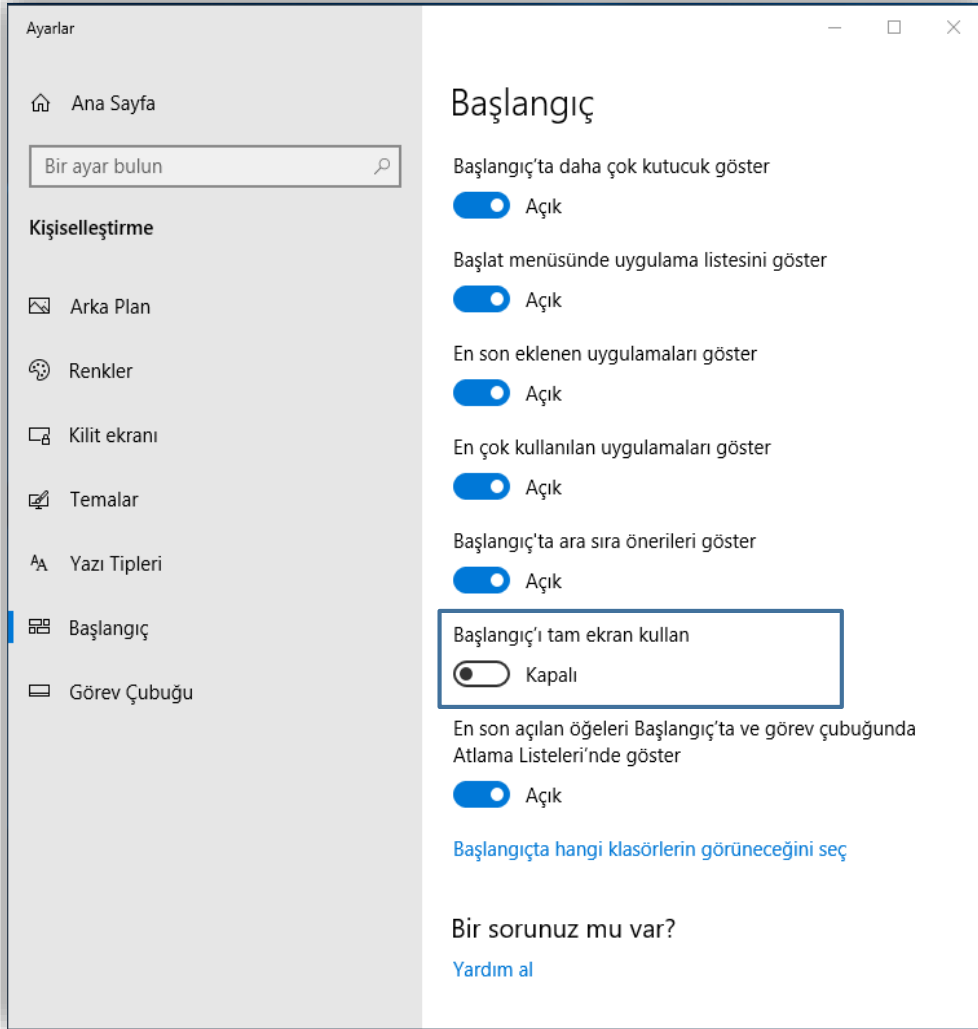 Ayarlar
Ana Sayfa
Bir ayar bulun
Kişiselleştirme
Arka Plan
Renkler
Kilit ekranı
Temalar
Yazı Tipleri
Başlangıç
Görev Çubuğu
Başlangıç
Başlangıç’ta daha çok kutucuk göster
Açık
Başlat menüsünde uygulama listesini göster
Açık
En son eklenen uygulamaları göster
Açık
En çok kullanılan uygulamaları göster
Açık
Başlangıç'ta ara sıra önerileri göster
Açık
Başlangıç’ı tam ekran kullan
Kapalı
En son açılan öğeleri Başlangıç’ta ve görev çubuğunda
Atlama Listeleri’nde göster
Açık
Başlangıçta hangi klasörlerin görüneceğini seç
Bir sorunuz mu var?
Yardım al